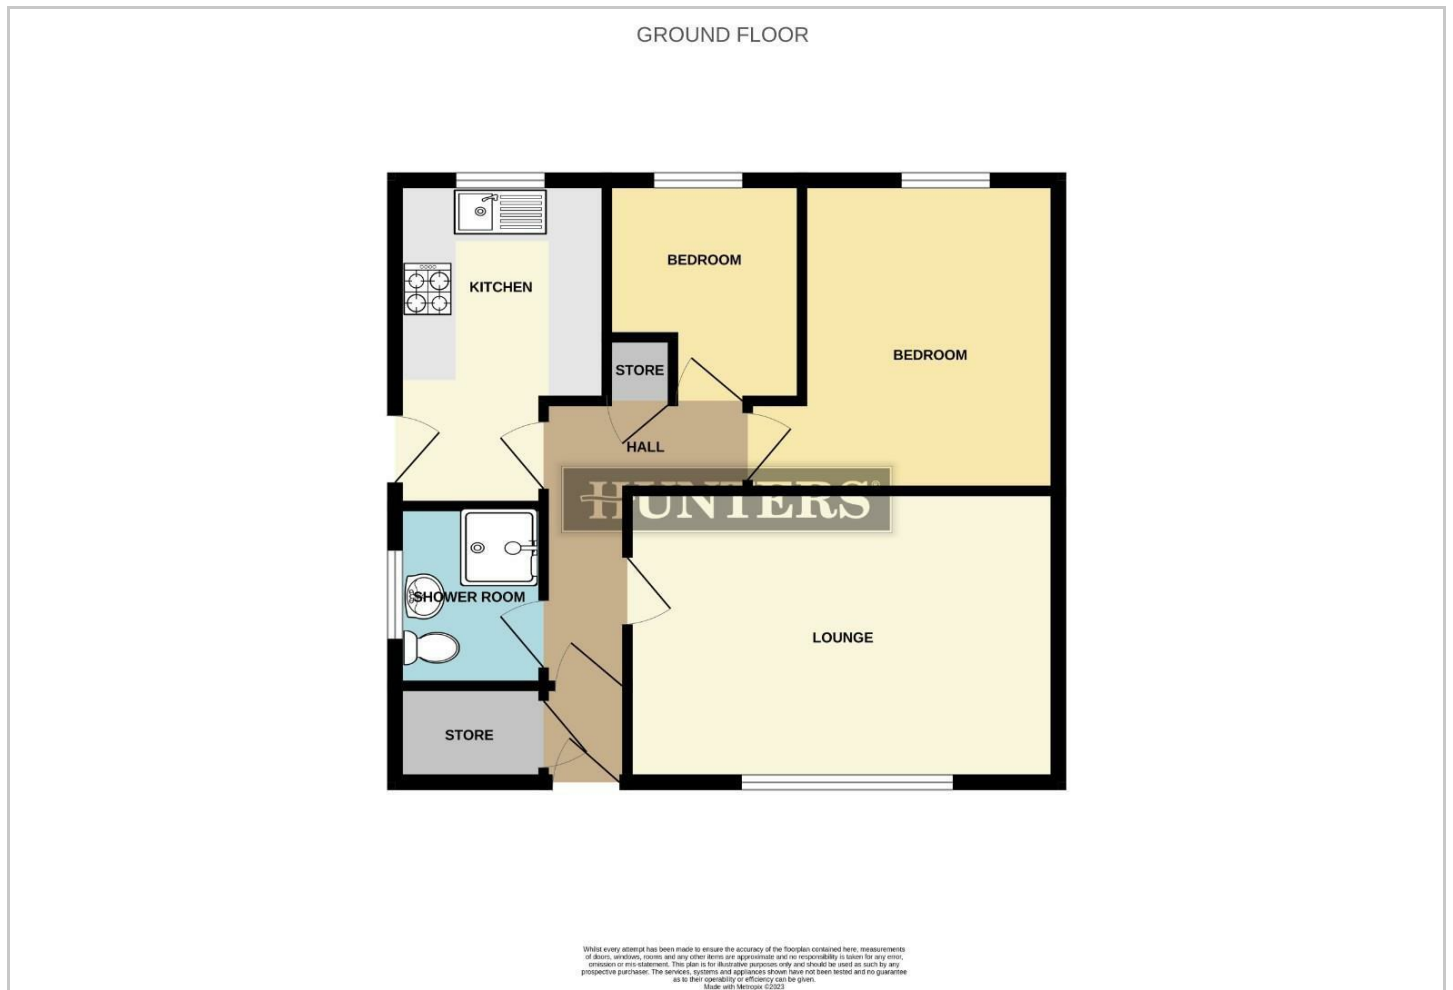 GROUND FLOOR
BEDROOM
KITCHEN
BEDROOM
STORE
HALL
HUNTERS®
SHOWER ROOM
LOUNGE
STORE
Whilst every attempt has been made to ensure the accuracy of the floorplan contained here, measurements
of doors, windows, rooms and any other items are approximate and no responsibility is taken for any error,
omission or mis-statement. This plan is for illustrative purposes only and should be used as such by any
prospective purchaser. The services, systems and appliances shown have not been tested and no guarantee
as to their operability or efficiency can be given.
Made with Metropix ©2023